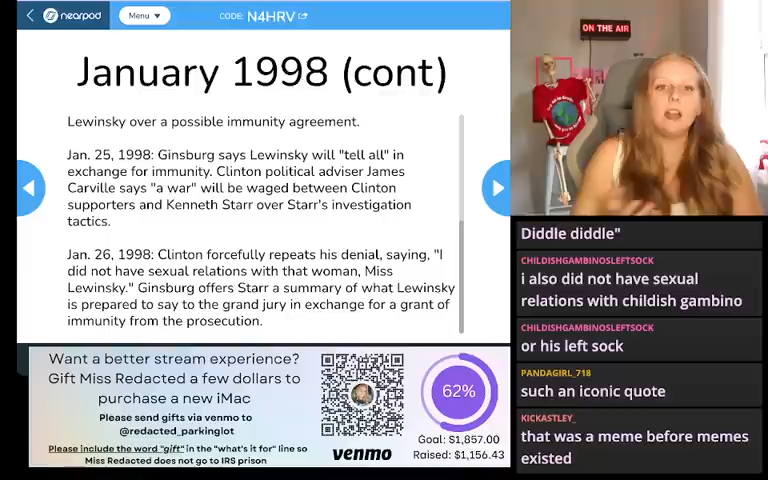 nearpod
Menu
CODE: N4HRV
ON THE AIR
January 1998 (cont)
Lewinsky over a possible immunity agreement.
Jan. 25, 1998: Ginsburg says Lewinsky will "tell all" in
exchange for immunity. Clinton political adviser James
Carville says "a war" will be waged between Clinton
supporters and Kenneth Starr over Starr's investigation
tactics.
Jan. 26, 1998: Clinton forcefully repeats his denial, saying, "I
did not have sexual relations with that woman, Miss
Lewinsky." Ginsburg offers Starr a summary of what Lewinsky
is prepared to say to the grand jury in exchange for a grant of
immunity from the prosecution.
Want a better stream experience?
Gift Miss Redacted a few dollars to
purchase a new iMac
Please send gifts via venmo to
@redacted_parkinglot
Please include the word "gift" in the "what's it for" line so
Miss Redacted does not go to IRS prison
venmo
62%
Goal: $1,857.00
Raised: $1,156.43
Diddle diddle"
CHILDISHGAMBINOSLEFTSOCK
i also did not have sexual
relations with childish gambino
CHILDISHGAMBINOSLEFTSOCK
or his left sock
PANDAGIRL_718
such an iconic quote
KICKASTLEY_
that was a meme before memes
existed